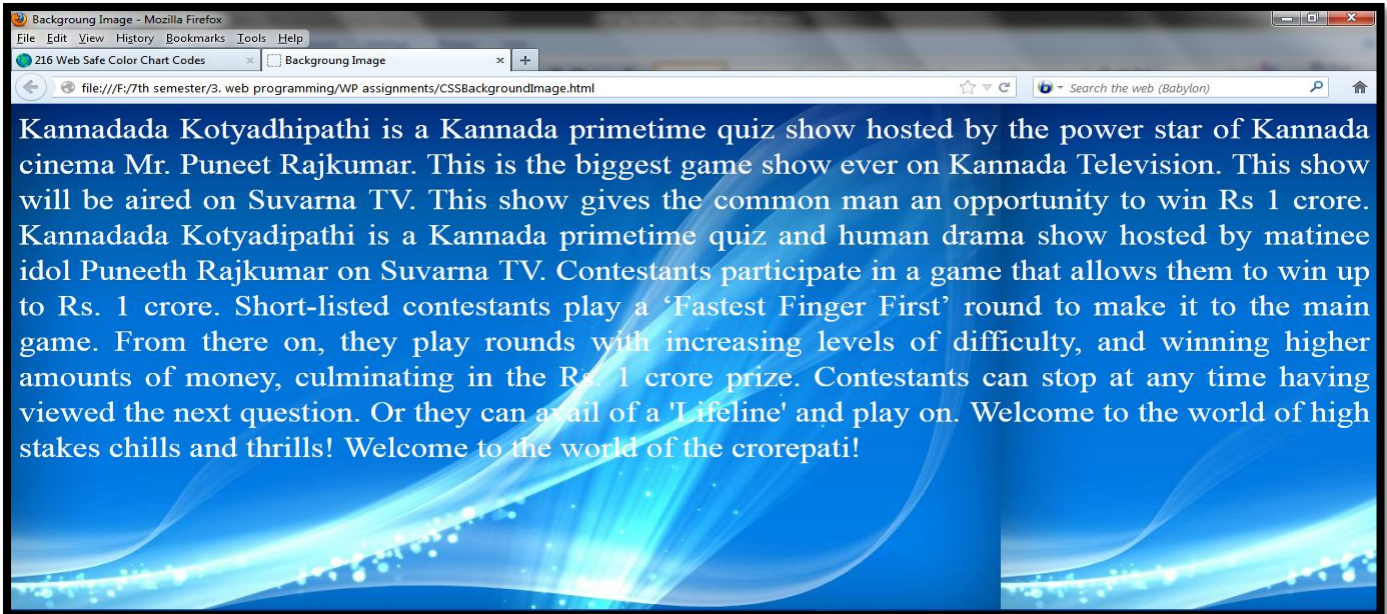 Backgroung Image - Mozilla Firefox
File Edit View History Bookmarks Tools Help
216 Web Safe Color Chart Codes Backgroung Image
file:///F:/7th semester/3. web programming/WP assignments/CSSBackgroundImage.html Search the web (Babylon)
Kannadada Kotyadhipathi is a Kannada primetime quiz show hosted by the power star of Kannada
cinema Mr. Puneet Rajkumar. This is the biggest game show ever on Kannada Television. This show
will be aired on Suvarna TV. This show gives the common man an opportunity to win Rs 1 crore.
Kannadada Kotyadipathi is a Kannada primetime quiz and human drama show hosted by matinee
idol Puneeth Rajkumar on Suvarna TV. Contestants participate in a game that allows them to win up
to Rs. 1 crore. Short-listed contestants play a ‘Fastest Finger First’ round to make it to the main
game. From there on, they play rounds with increasing levels of difficulty, and winning higher
amounts of money, culminating in the Rs. 1 crore prize. Contestants can stop at any time having
viewed the next question. Or they can avail of a 'Lifeline' and play on. Welcome to the world of high
stakes chills and thrills! Welcome to the world of the crorepati!